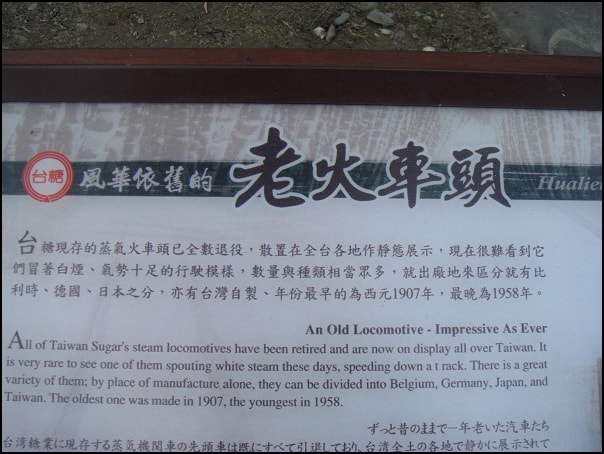 台糖 風華依舊的 老火車頭 Hualien
台糖現存的蒸氣火車頭已全數退役，散置在全台各地作靜態展示，現在很難看到它
們冒著白煙、氣勢十足的行駛模樣，數量與種類相當眾多，就出廠地來區分就有比
利時、德國、日本之分，亦有台灣自製、年份最早的為西元1907年，最晚為1958年。
An Old Locomotive - Impressive As Ever
All of Taiwan Sugar's steam locomotives have been retired and are now on display all over Taiwan. It
is very rare to see one of them spouting white steam these days, speeding down a t rack. There is a great
variety of them; by place of manufacture alone, they can be divided into Belgium, Germany, Japan, and
Taiwan. The oldest one was made in 1907, the youngest in 1958.
ずっと昔のままで─年老いた汽車たち
台湾糖業に現存する蒸気機関車の先頭車は既にすべて引退しており、台湾全土の各地で静かに展示されて